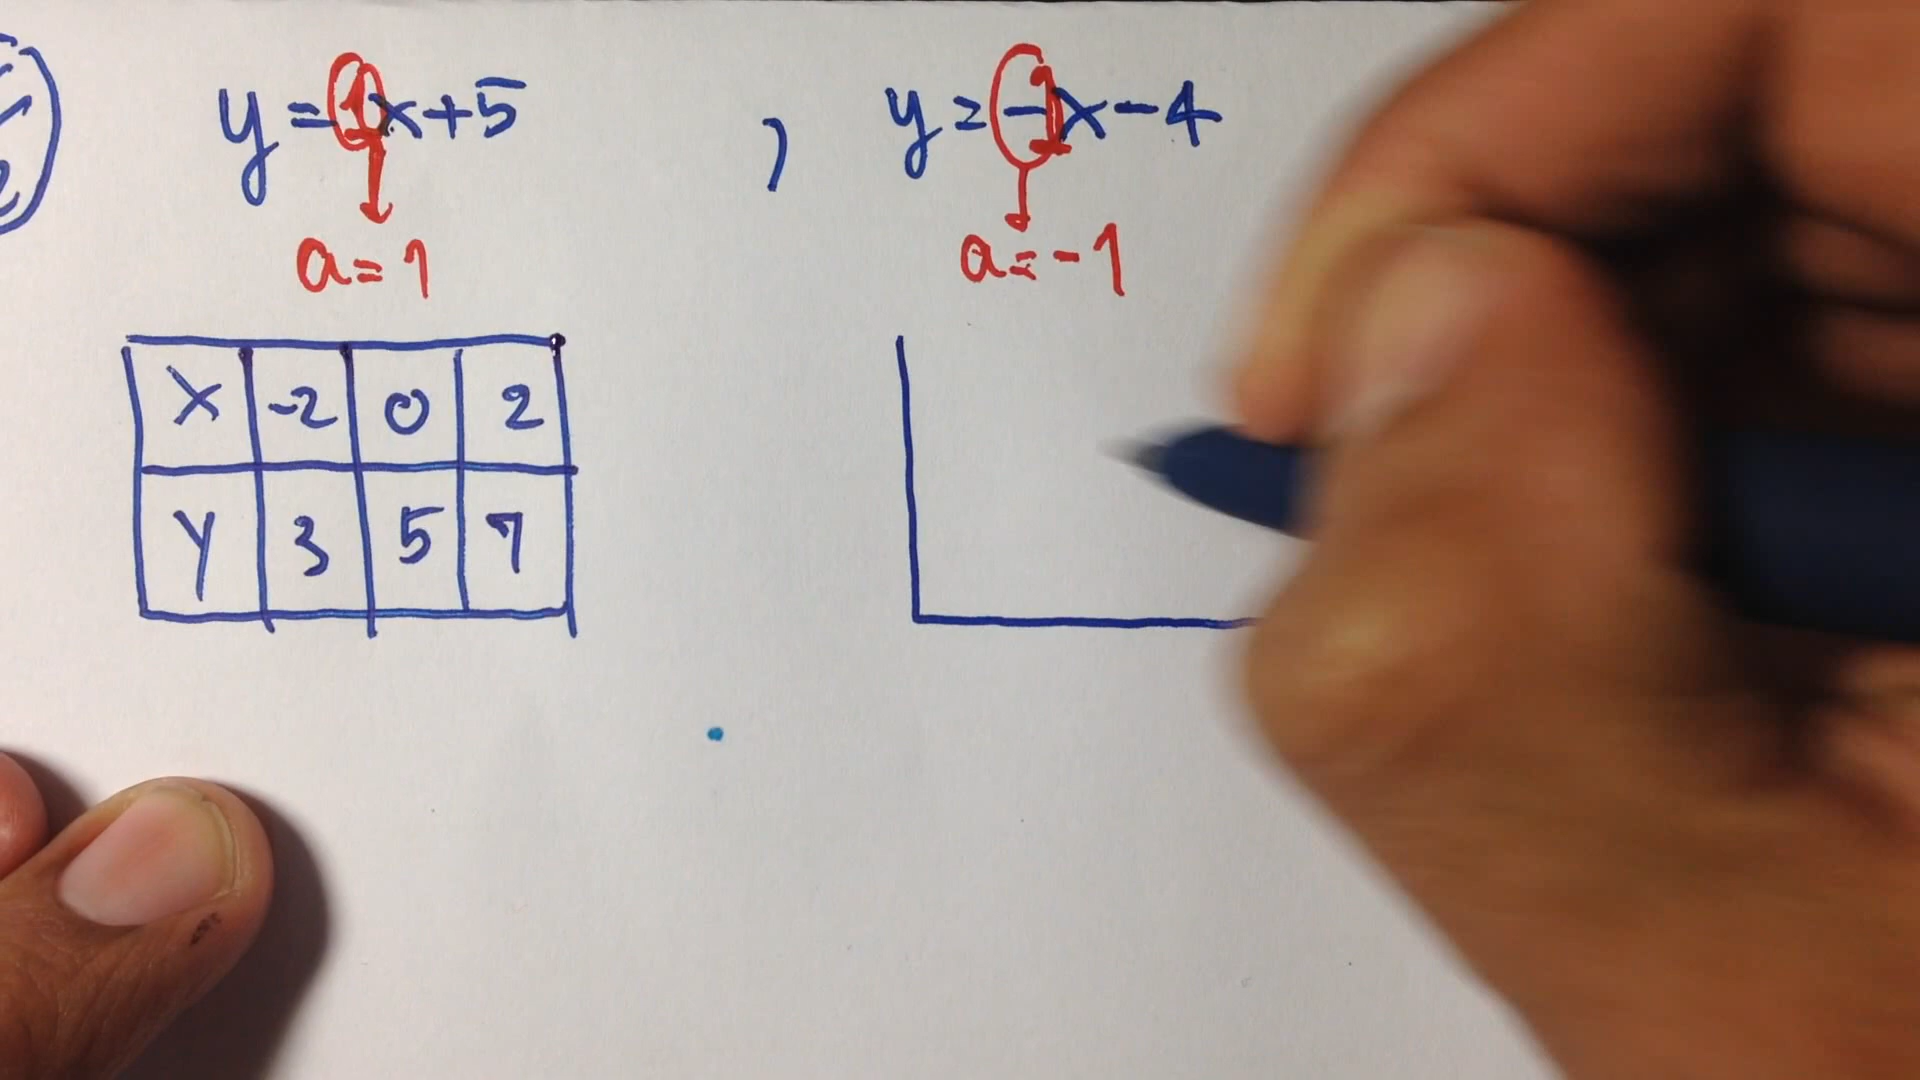 y = 1x + 5 , y = -1x - 4
a = 1 a = -1
X -2 0 2
Y 3 5 7